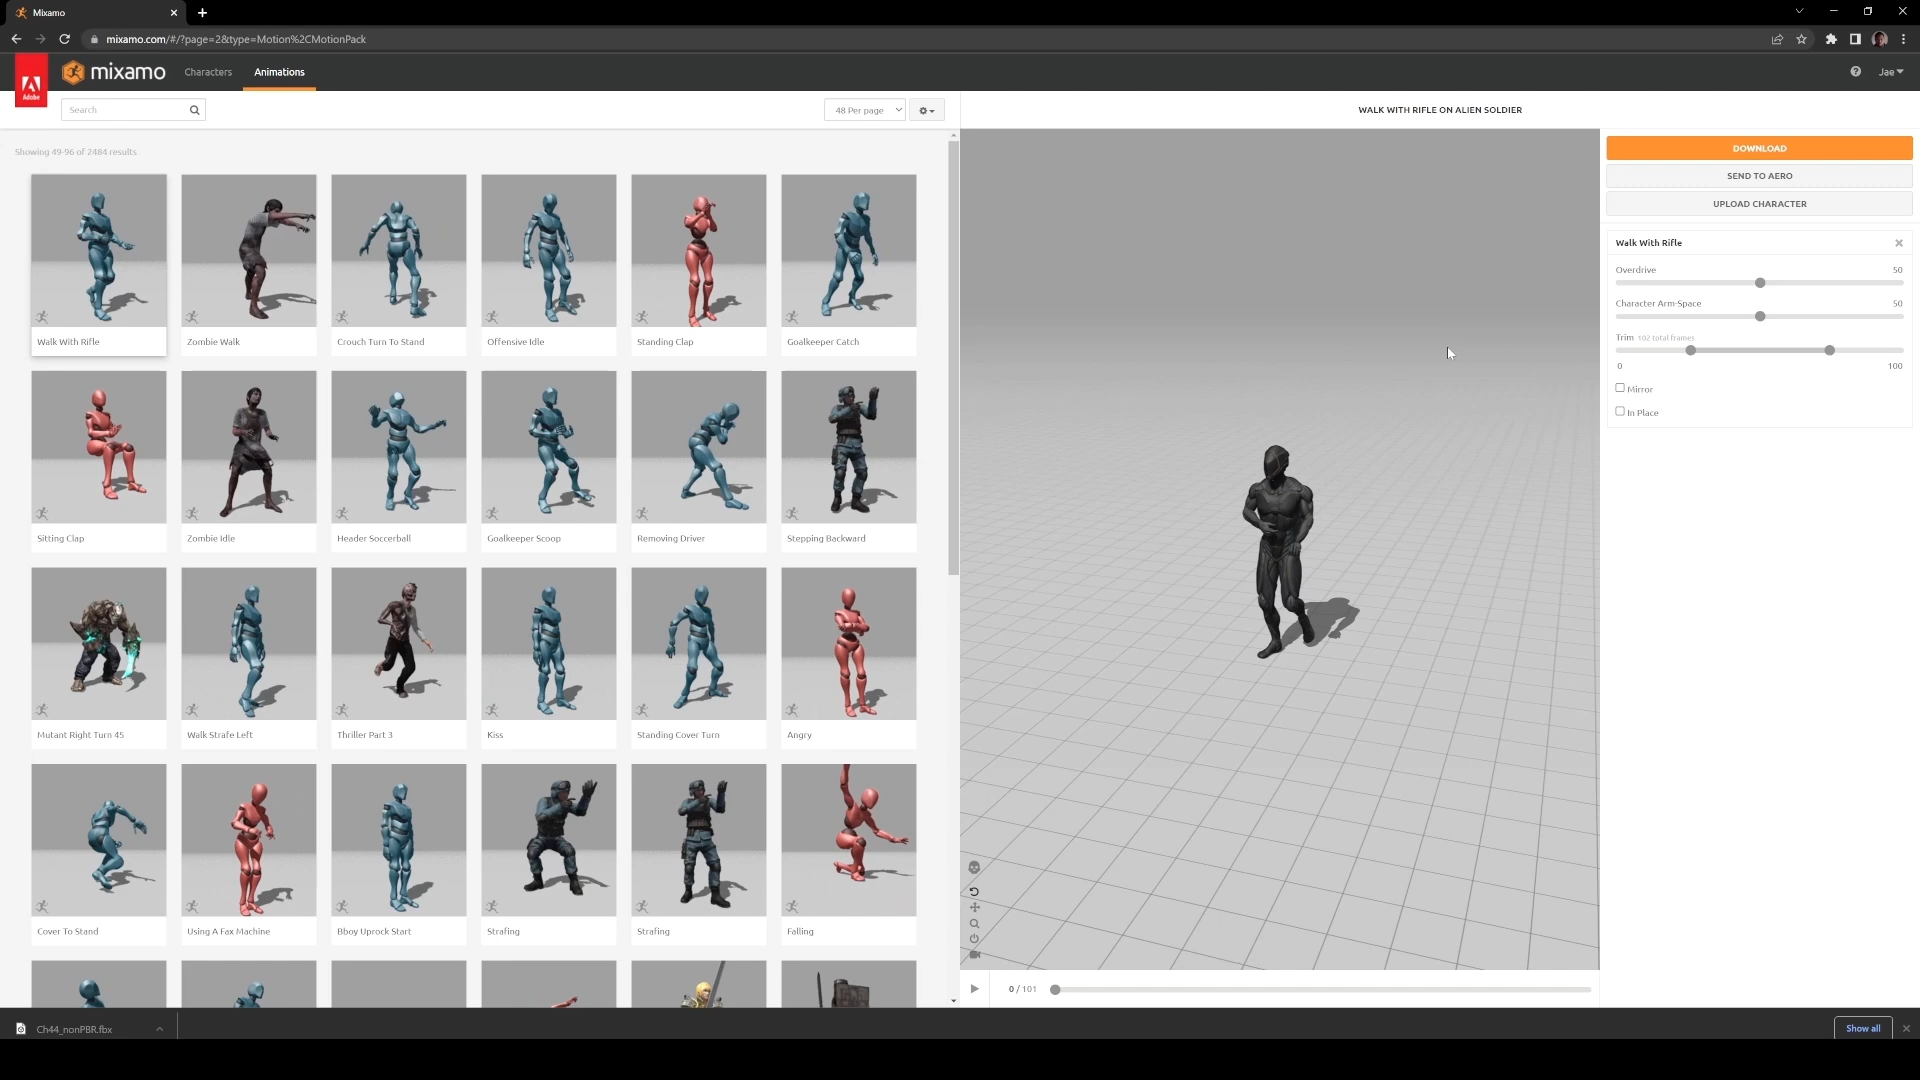 Mixamo
mixamo.com/#/?page=2&type=Motion%2CMotionPack
Adobe
mixamo
Characters
Animations
Jae
Search
48 Per page
WALK WITH RIFLE ON ALIEN SOLDIER
Showing 49-96 of 2484 results
DOWNLOAD
SEND TO AERO
UPLOAD CHARACTER
Walk With Rifle
Overdrive 50
Character Arm-Space 50
Trim 102 total frames
0 100
Mirror
In Place
Walk With Rifle
Zombie Walk
Crouch Turn To Stand
Offensive Idle
Standing Clap
Goalkeeper Catch
Sitting Clap
Zombie Idle
Header Soccerball
Goalkeeper Scoop
Removing Driver
Stepping Backward
Mutant Right Turn 45
Walk Strafe Left
Thriller Part 3
Kiss
Standing Cover Turn
Angry
Cover To Stand
Using A Fax Machine
Bboy Uprock Start
Strafing
Strafing
Falling
0 / 101
Ch44_nonPBR.fbx
Show all